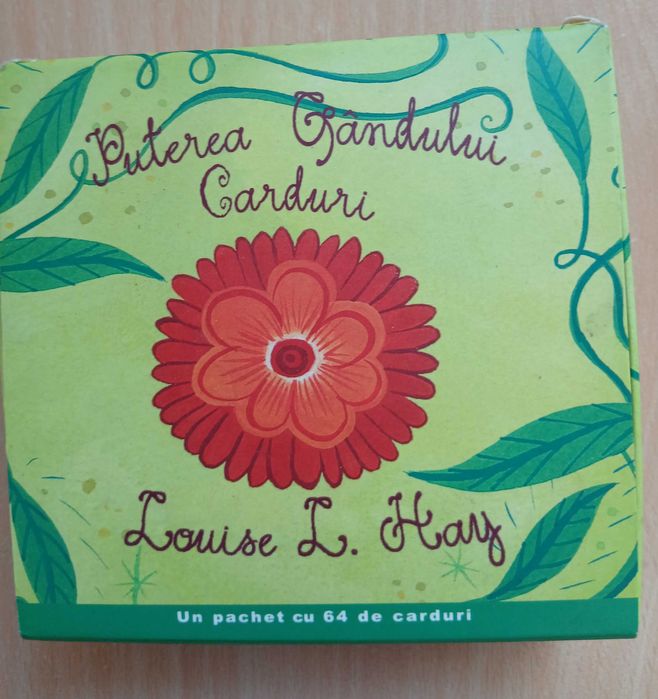 Puterea Gândului
Carduri
Louise L. Hay
Un pachet cu 64 de carduri